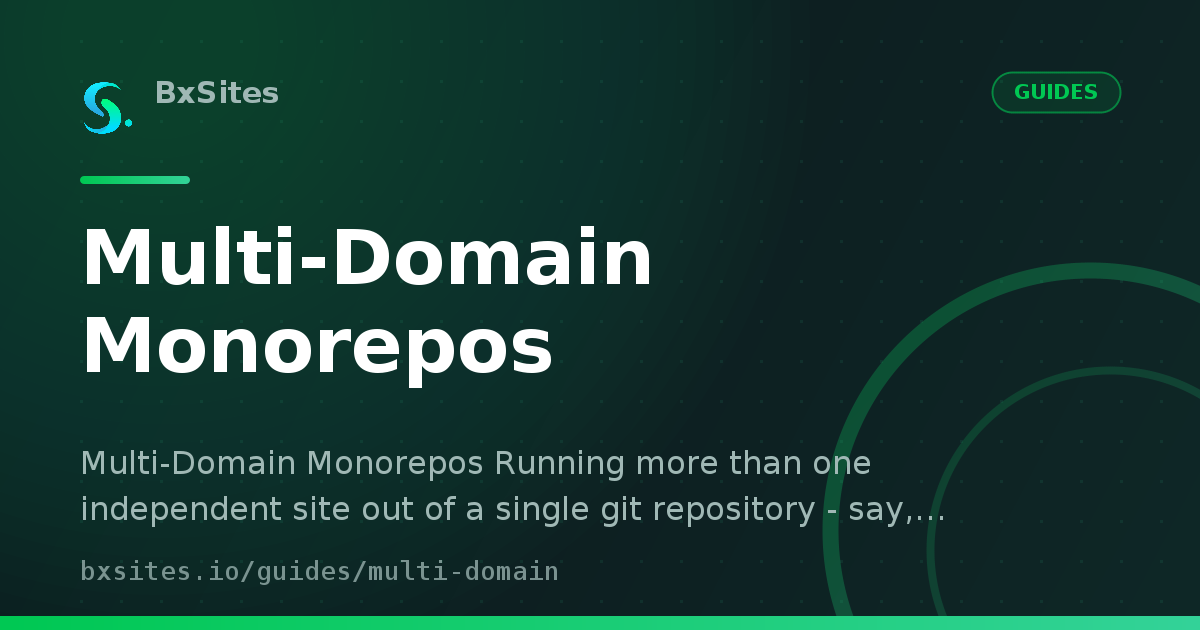 BxSites
GUIDES
Multi-Domain
Monorepos
Multi-Domain Monorepos Running more than one
independent site out of a single git repository - say,...
bxsites.io/guides/multi-domain